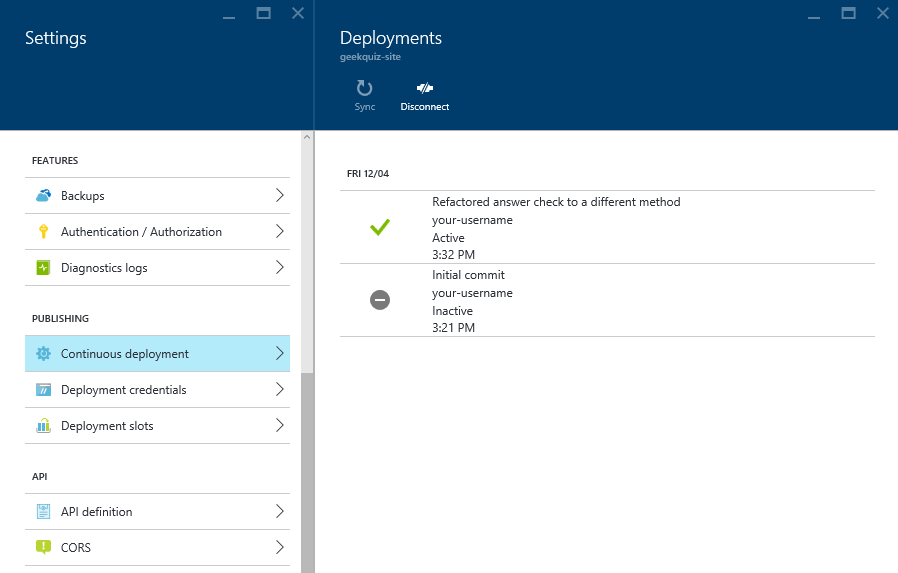 Settings
FEATURES
Backups
Authentication / Authorization
Diagnostics logs
PUBLISHING
Continuous deployment
Deployment credentials
Deployment slots
API
API definition
CORS
Deployments
geekquiz-site
Sync
Disconnect
FRI 12/04
Refactored answer check to a different method
your-username
Active
3:32 PM
Initial commit
your-username
Inactive
3:21 PM